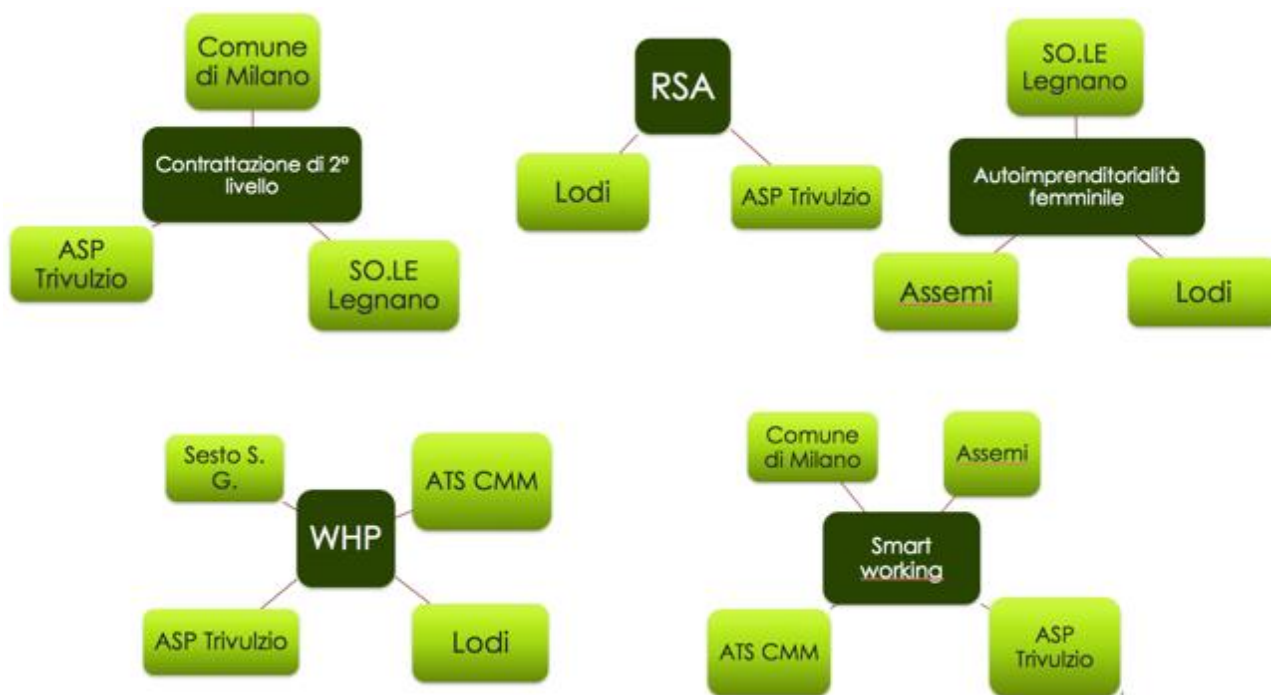 Comune
di Milano
Contrattazione di 2°
livello
ASP
Trivulzio
SO.LE
Legnano
RSA
Lodi
ASP Trivulzio
SO.LE
Legnano
Autoimprenditorialità
femminile
Assemi
Lodi
Sesto S.
G.
ATS CMM
WHP
ASP Trivulzio
Lodi
Comune
di Milano
Assemi
Smart
working
ATS CMM
ASP
Trivulzio